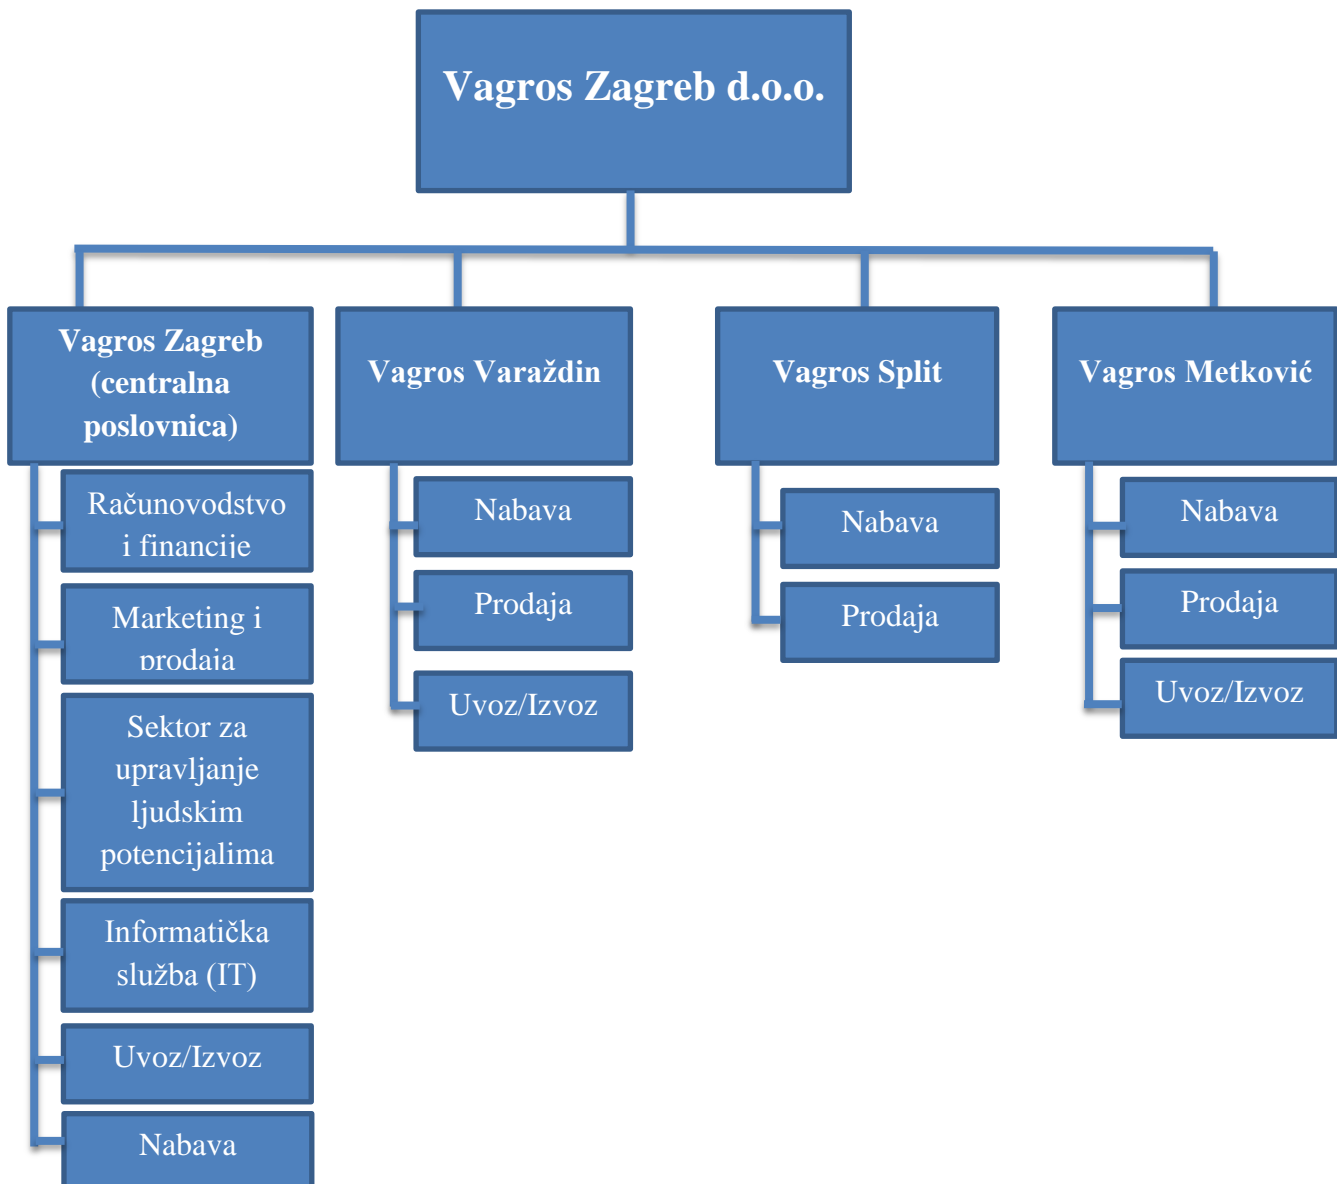 Vagros Zagreb d.o.o.
Vagros Zagreb
(centralna
poslovnica)
Računovodstvo
i financije
Marketing i
prodaja
Sektor za
upravljanje
ljudskim
potencijalima
Informatička
služba (IT)
Uvoz/Izvoz
Nabava
Vagros Varaždin
Nabava
Prodaja
Uvoz/Izvoz
Vagros Split
Nabava
Prodaja
Vagros Metković
Nabava
Prodaja
Uvoz/Izvoz